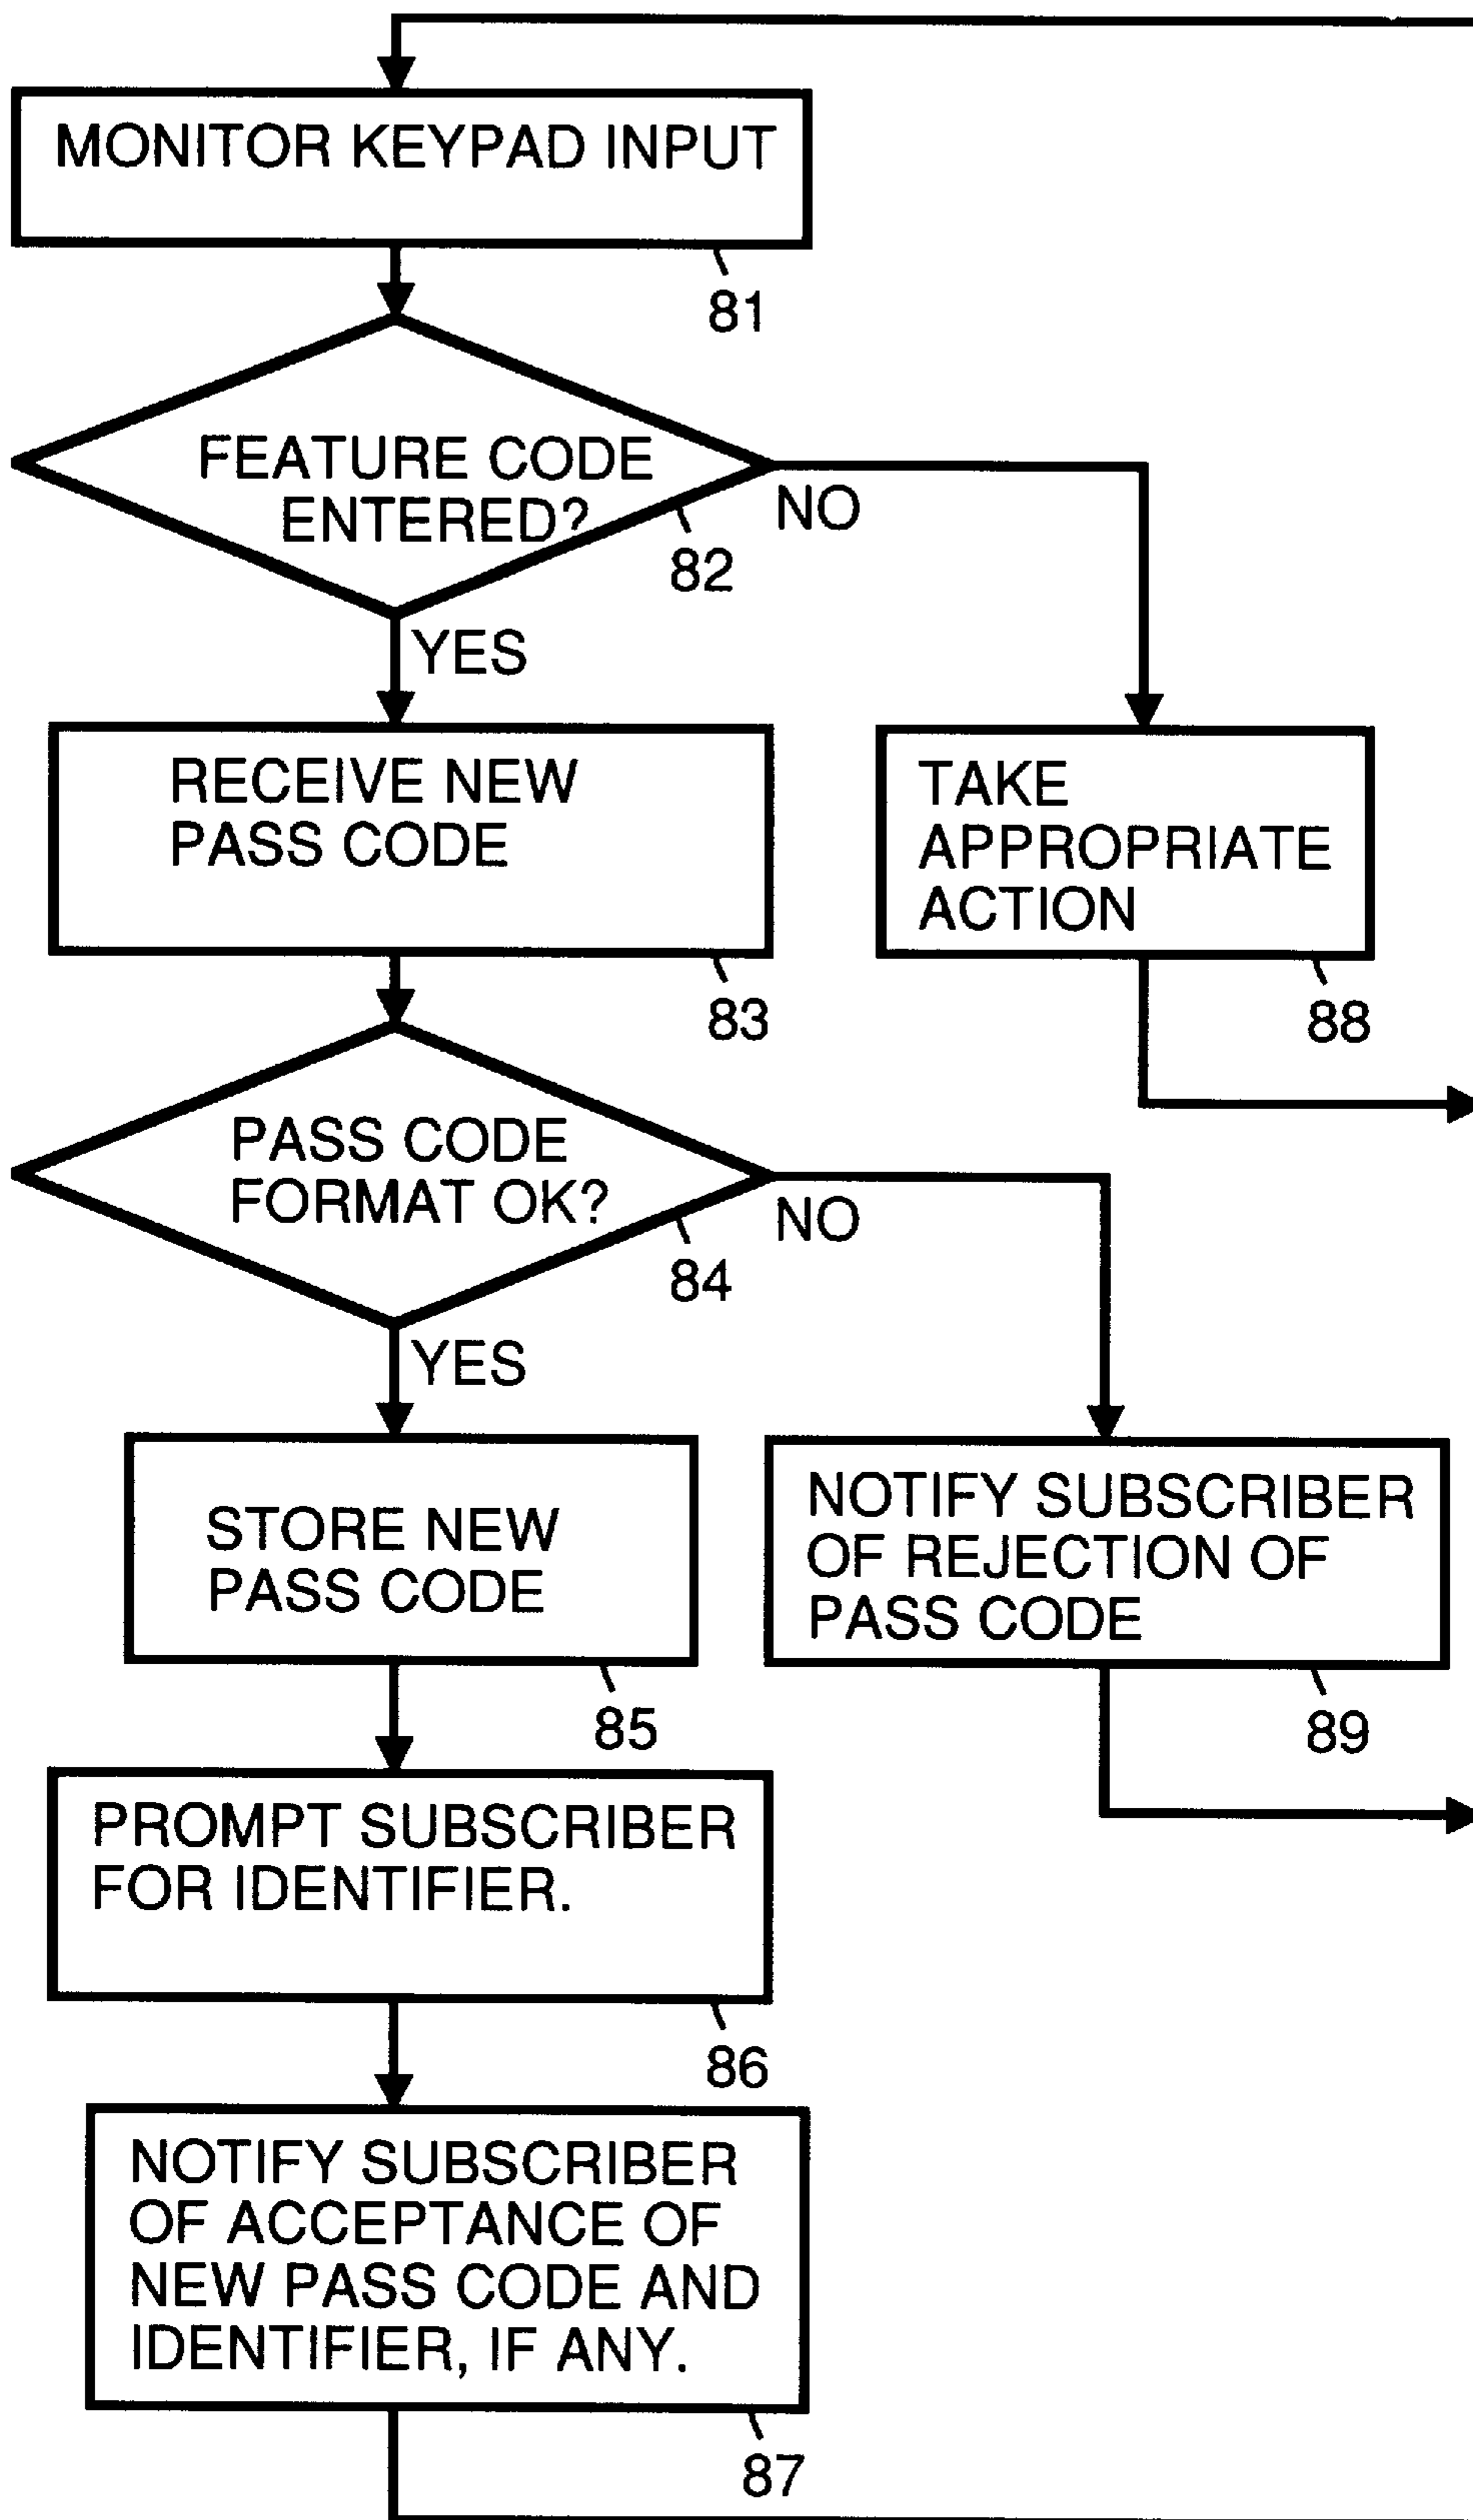 MONITOR KEYPAD INPUT
81
FEATURE CODE
ENTERED?
NO
82
YES
RECEIVE NEW
PASS CODE
83
TAKE
APPROPRIATE
ACTION
88
PASS CODE
FORMAT OK?
NO
84
YES
STORE NEW
PASS CODE
85
NOTIFY SUBSCRIBER
OF REJECTION OF
PASS CODE
89
PROMPT SUBSCRIBER
FOR IDENTIFIER.
86
NOTIFY SUBSCRIBER
OF ACCEPTANCE OF
NEW PASS CODE AND
IDENTIFIER, IF ANY.
87